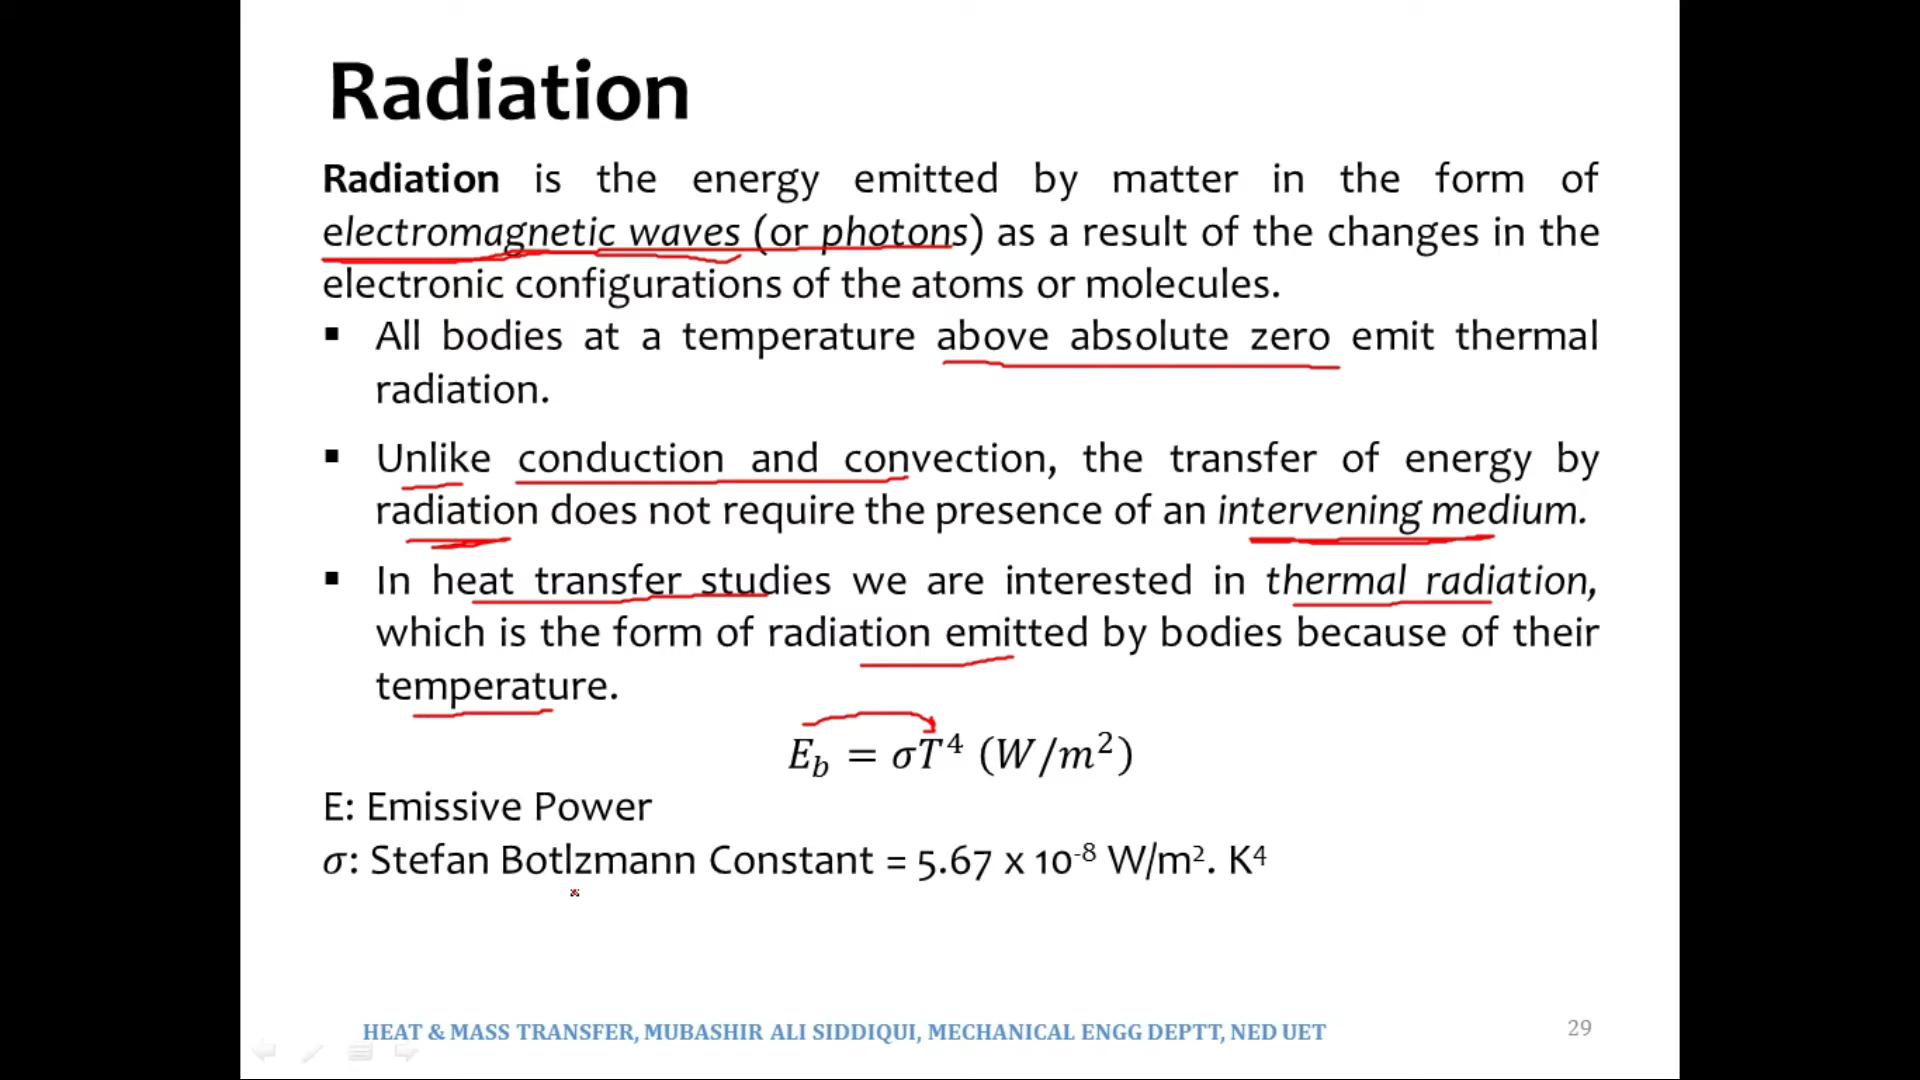 Radiation
Radiation is the energy emitted by matter in the form of
electromagnetic waves (or photons) as a result of the changes in the
electronic configurations of the atoms or molecules.
▪ All bodies at a temperature above absolute zero emit thermal
radiation.
▪ Unlike conduction and convection, the transfer of energy by
radiation does not require the presence of an intervening medium.
▪ In heat transfer studies we are interested in thermal radiation,
which is the form of radiation emitted by bodies because of their
temperature.
E_b = σT⁴ (W/m²)
E: Emissive Power
σ: Stefan Botlzmann Constant = 5.67 x 10⁻⁸ W/m². K⁴
HEAT & MASS TRANSFER, MUBASHIR ALI SIDDIQUI, MECHANICAL ENGG DEPTT, NED UET
29